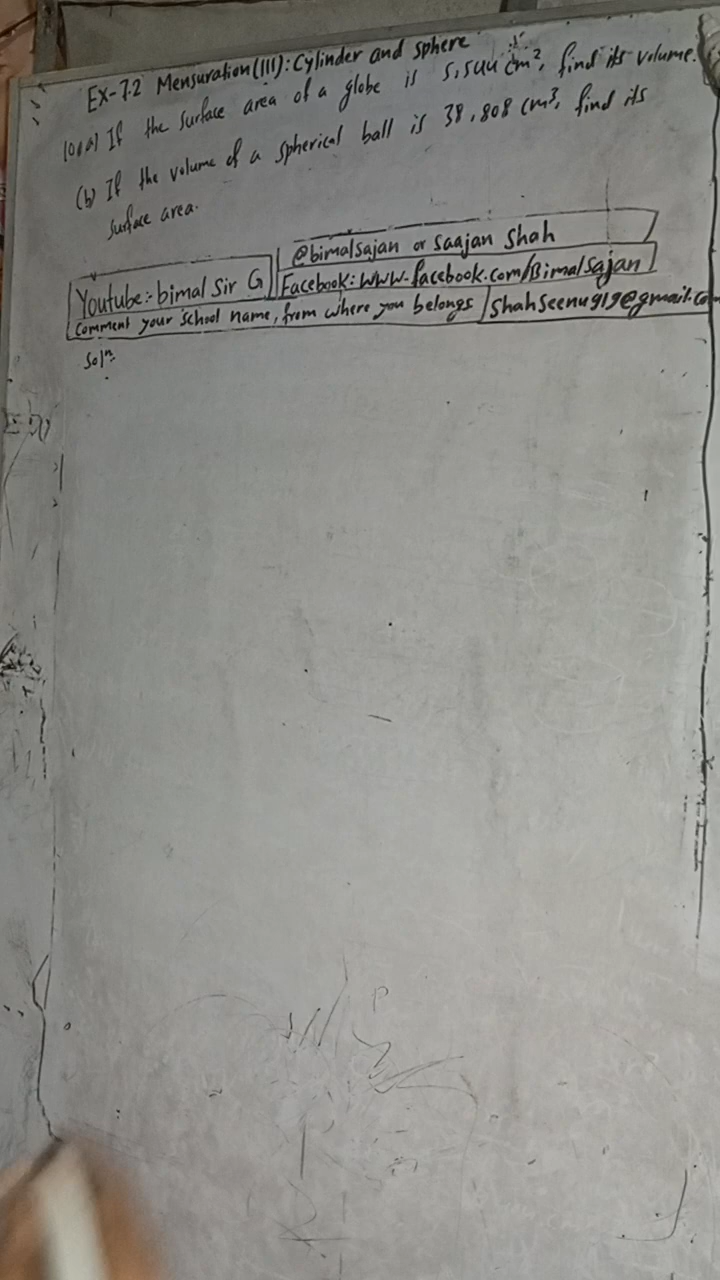 Ex-7.2 Mensuration(III): Cylinder and sphere
10.a) If the surface area of a globe is 5,544 cm², find its volume.
(b) If the volume of a spherical ball is 38,808 cm³, find its
surface area.
@bimalsajan or Saajan Shah
Youtube:- bimal Sir G
Facebook: WWW.facebook.com/BimalSajan
Comment your school name, from where you belongs
Shahseenu919@gmail.co
Solⁿ: